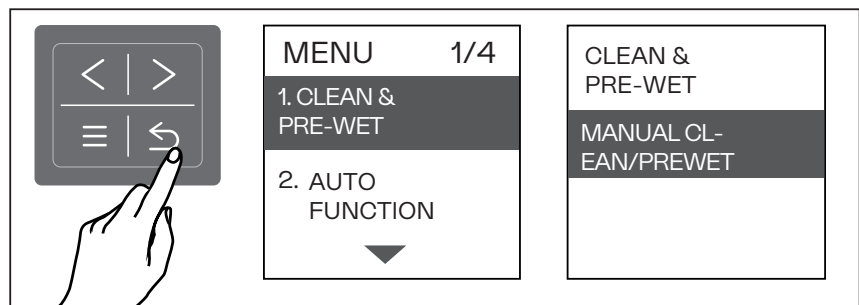 MENU 1/4
1. CLEAN &
PRE-WET
2. AUTO
FUNCTION
CLEAN &
PRE-WET
MANUAL CL-
EAN/PREWET